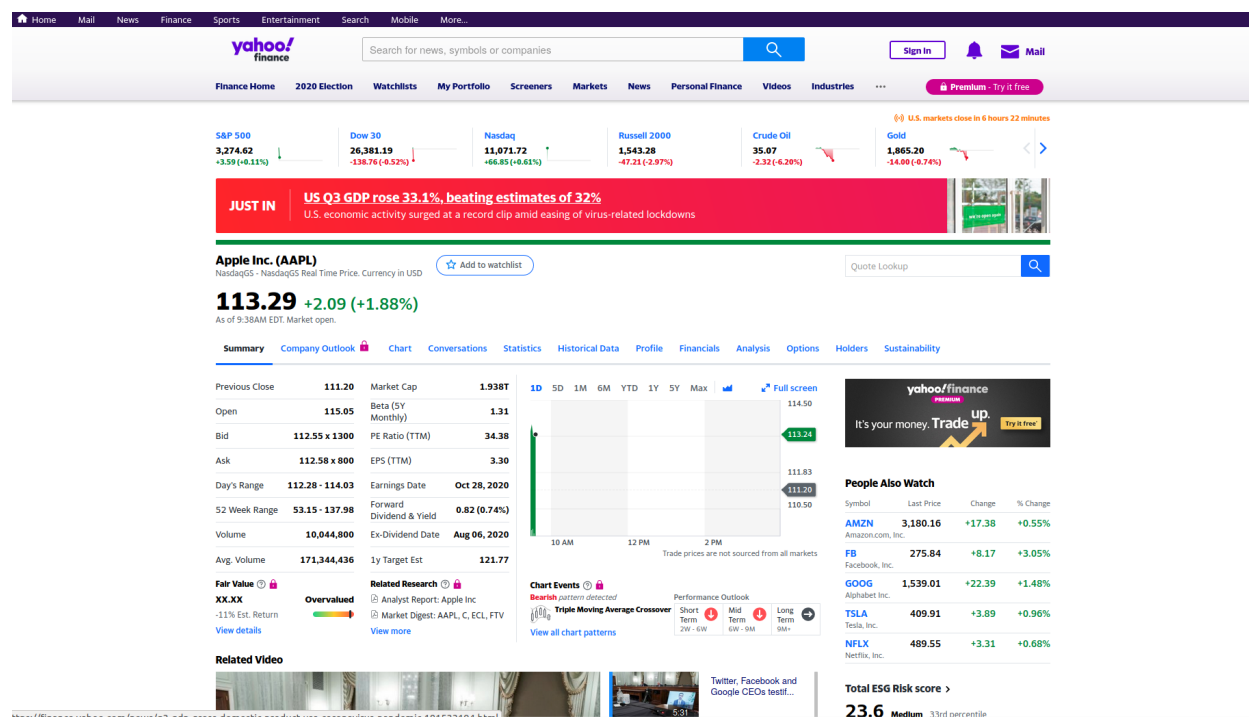 Home Mail News Finance Sports Entertainment Search Mobile More...
yahoo! finance
Search for news, symbols or companies
Sign in Mail
Finance Home 2020 Election Watchlists My Portfolio Screeners Markets News Personal Finance Videos Industries ...
Premium - Try it free
U.S. markets close in 6 hours 22 minutes
S&P 500 Dow 30 Nasdaq Russell 2000 Crude Oil Gold
3,274.62 26,381.19 11,071.72 1,543.28 35.07 1,865.20
+3.59 (+0.11%) -138.76 (-0.52%) +66.85 (+0.61%) -47.21 (-2.97%) -2.32 (-6.20%) -14.00 (-0.74%)
JUST IN
US Q3 GDP rose 33.1%, beating estimates of 32%
U.S. economic activity surged at a record clip amid easing of virus-related lockdowns
Apple Inc. (AAPL)
NasdaqGS - NasdaqGS Real Time Price. Currency in USD
Add to watchlist
Quote Lookup
113.29 +2.09 (+1.88%)
As of 9:38AM EDT. Market open.
Summary Company Outlook Chart Conversations Statistics Historical Data Profile Financials Analysis Options Holders Sustainability
Previous Close 111.20
Open 115.05
Bid 112.55 x 1300
Ask 112.58 x 800
Day's Range 112.28 - 114.03
52 Week Range 53.15 - 137.98
Volume 10,044,800
Avg. Volume 171,344,436
Market Cap 1.938T
Beta (5Y Monthly) 1.31
PE Ratio (TTM) 34.38
EPS (TTM) 3.30
Earnings Date Oct 28, 2020
Forward Dividend & Yield 0.82 (0.74%)
Ex-Dividend Date Aug 06, 2020
1y Target Est 121.77
1D 5D 1M 6M YTD 1Y 5Y Max Full screen
114.50
113.24
111.83
111.20
110.50
10 AM 12 PM 2 PM
Trade prices are not sourced from all markets
Fair Value
XX.XX Overvalued
-11% Est. Return
View details
Related Research
Analyst Report: Apple Inc
Market Digest: AAPL, C, ECL, FTV
View more
Chart Events
Bearish pattern detected
Triple Moving Average Crossover
View all chart patterns
Performance Outlook
Short Term 2W - 6W
Mid Term 6W - 9M
Long Term 9M+
yahoo!finance
PREMIUM
It's your money. Trade up.
Try it free*
People Also Watch
Symbol Last Price Change % Change
AMZN 3,180.16 +17.38 +0.55%
Amazon.com, Inc.
FB 275.84 +8.17 +3.05%
Facebook, Inc.
GOOG 1,539.01 +22.39 +1.48%
Alphabet Inc.
TSLA 409.91 +3.89 +0.96%
Tesla, Inc.
NFLX 489.55 +3.31 +0.68%
Netflix, Inc.
Related Video
5:31
Twitter, Facebook and
Google CEOs testif...
Total ESG Risk score
23.6 Medium 33rd percentile